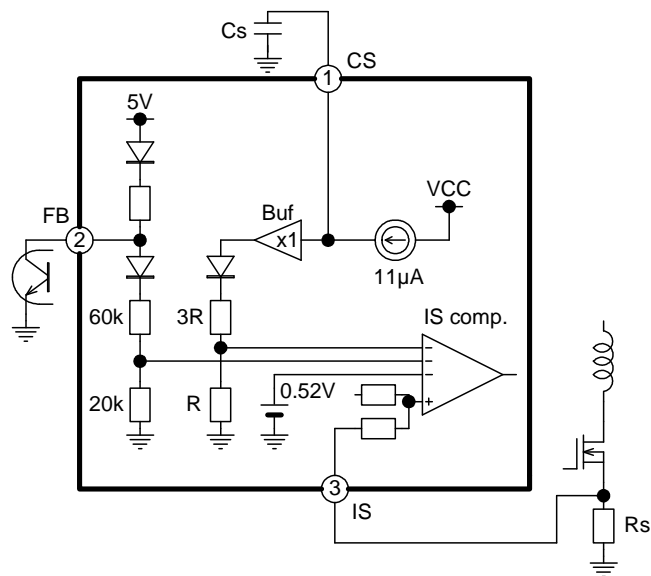 Cs
CS
1
5V
VCC
FB
Buf
2
x1
11µA
60k
3R
IS comp.
−
−
−
0.52V
20k
R
+
3
IS
Rs